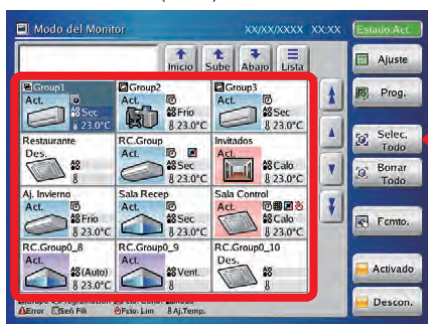 Modo del Monitor
XX/XX/XXXX XX:XX
Estado Act.
Inicio
Sube
Abajo
Lista
Ajuste
Prog.
Selec. Todo
Borrar Todo
Fcmto.
Activado
Descon.
Group1
Act.
Sec
23.0°C
Group2
Act.
Frio
23.0°C
Group3
Act.
Sec
23.0°C
Restaurante
Des.
RC.Group
Act.
Sec
23.0°C
Invitados
Act.
Calo
23.0°C
Aj. Invierno
Act.
Frio
23.0°C
Sala Recep
Act.
Sec
23.0°C
Sala Control
Act.
Calo
23.0°C
RC.Group0_8
Act.
(Auto)
23.0°C
RC.Group0_9
Act.
Vent.
RC.Group0_10
Des.
Error
Señ Fik
Fcio. Lim
Aj.Temp.